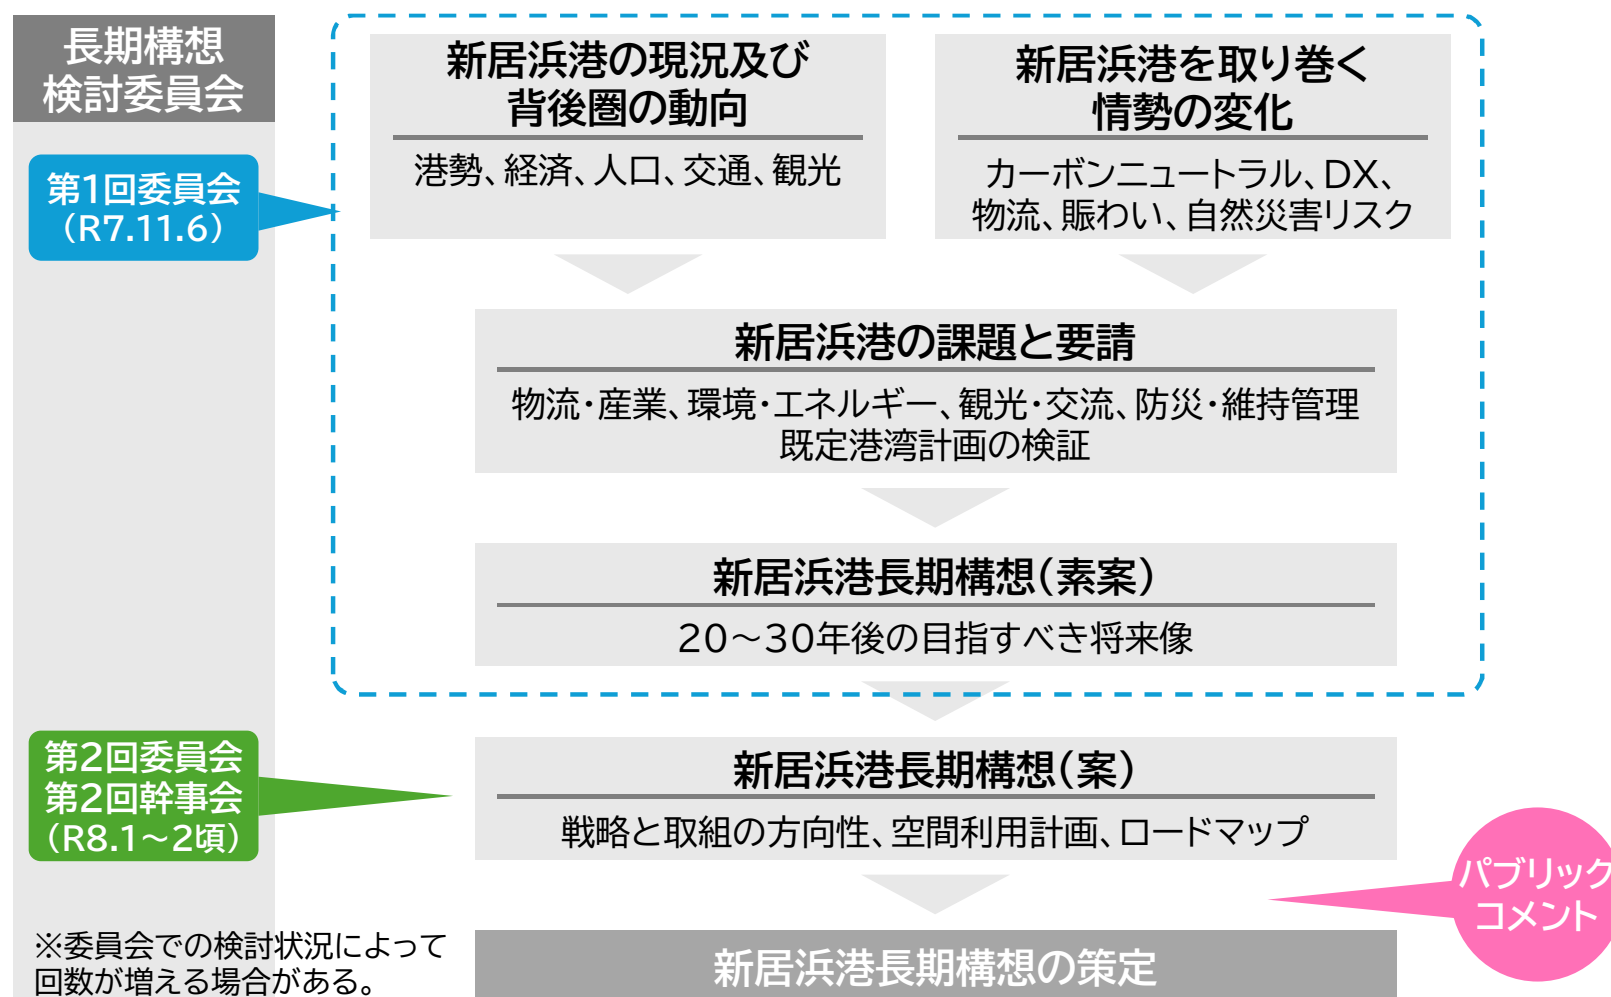 長期構想
検討委員会
第1回委員会
（R7.11.6）
新居浜港の現況及び
背後圏の動向
港勢、経済、人口、交通、観光
新居浜港を取り巻く
情勢の変化
カーボンニュートラル、DX、
物流、賑わい、自然災害リスク
新居浜港の課題と要請
物流・産業、環境・エネルギー、観光・交流、防災・維持管理
既定港湾計画の検証
新居浜港長期構想（素案）
20～30年後の目指すべき将来像
第2回委員会
第2回幹事会
（R8.1～2頃）
新居浜港長期構想（案）
戦略と取組の方向性、空間利用計画、ロードマップ
パブリック
コメント
※委員会での検討状況によって
回数が増える場合がある。
新居浜港長期構想の策定